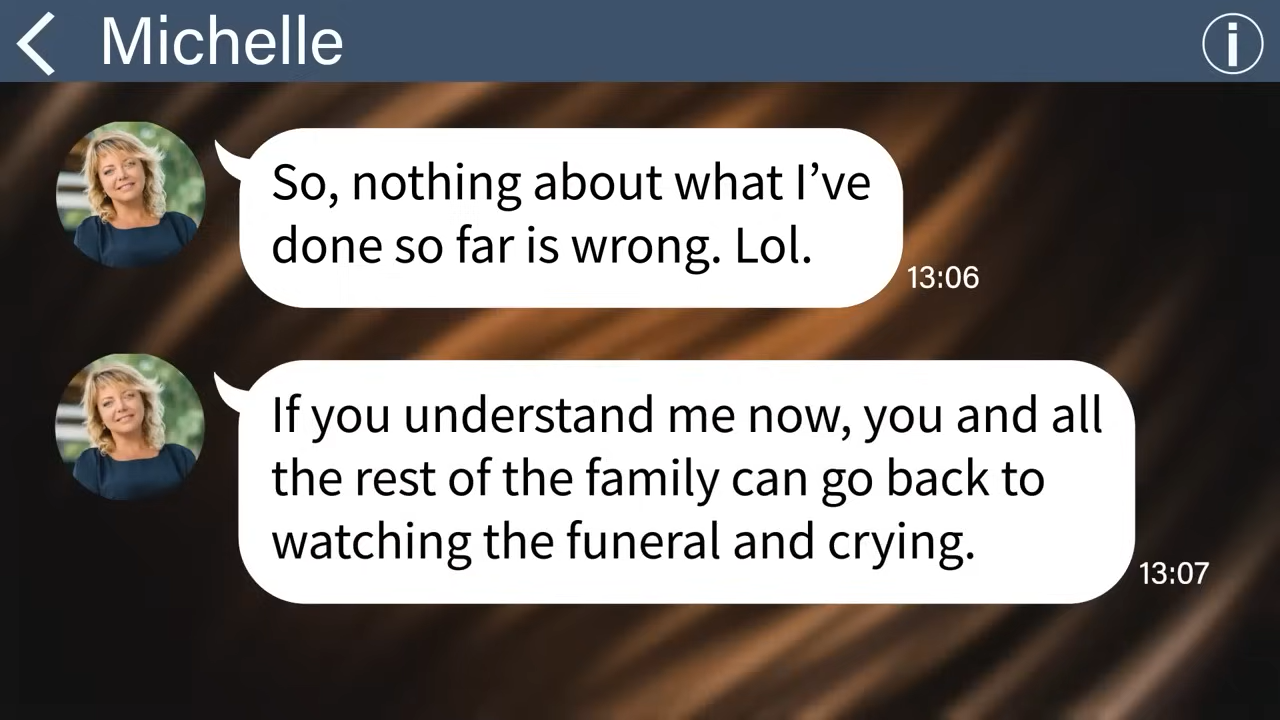 Michelle
So, nothing about what I’ve
done so far is wrong. Lol.
13:06
If you understand me now, you and all
the rest of the family can go back to
watching the funeral and crying.
13:07